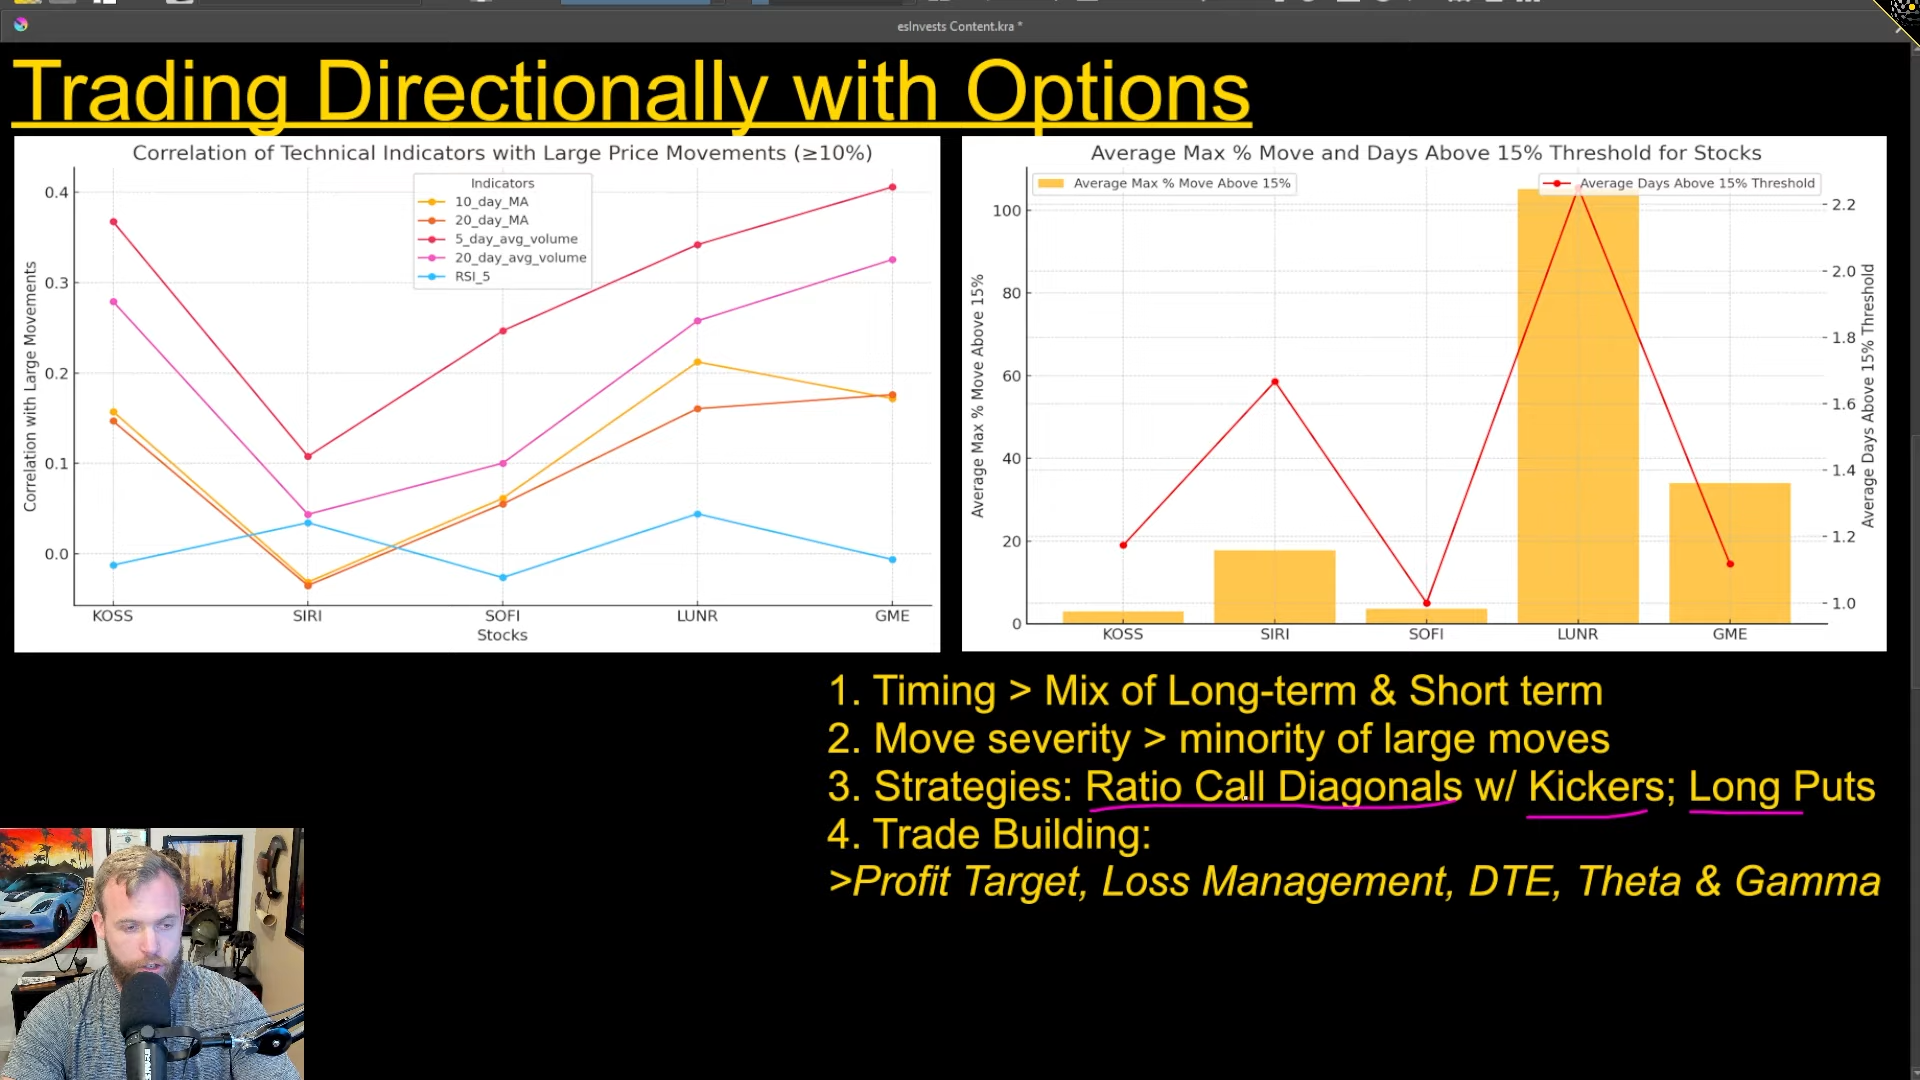 esInvests Content.kra *
Trading Directionally with Options
Correlation of Technical Indicators with Large Price Movements (≥10%)
Indicators
10_day_MA
20_day_MA
5_day_avg_volume
20_day_avg_volume
RSI_5
Correlation with Large Movements
0.4
0.3
0.2
0.1
0.0
KOSS SIRI SOFI LUNR GME
Stocks
Average Max % Move and Days Above 15% Threshold for Stocks
Average Max % Move Above 15%
Average Days Above 15% Threshold
Average Max % Move Above 15%
100
80
60
40
20
0
2.2
2.0
1.8
1.6
1.4
1.2
1.0
Average Days Above 15% Threshold
KOSS SIRI SOFI LUNR GME
1. Timing > Mix of Long-term & Short term
2. Move severity > minority of large moves
3. Strategies: Ratio Call Diagonals w/ Kickers; Long Puts
4. Trade Building:
>Profit Target, Loss Management, DTE, Theta & Gamma